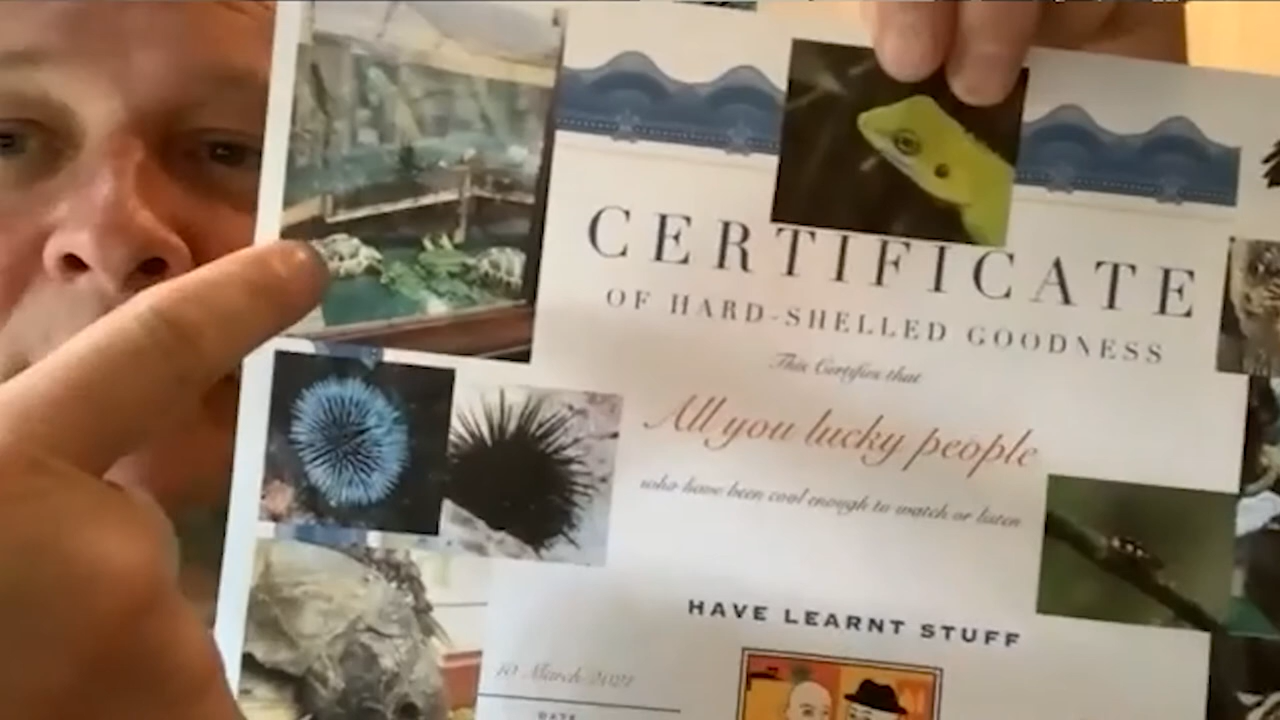 CERTIFICATE
OF HARD-SHELLED GOODNESS
This Certifies that
All you lucky people
who have been cool enough to watch or listen
HAVE LEARNT STUFF
10 March 2021
DATE